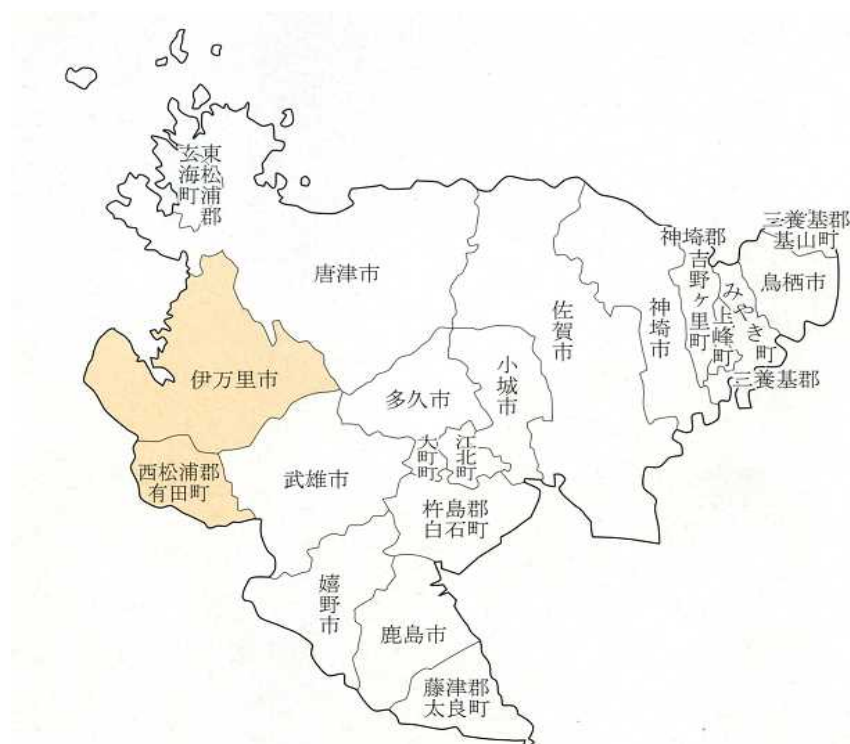 東松浦郡
玄海町
唐津市
伊万里市
西松浦郡
有田町
武雄市
多久市
大町町
江北町
小城市
佐賀市
神埼市
神埼郡
吉野ヶ里町
上峰町
みやき町
三養基郡
三養基郡
基山町
鳥栖市
杵島郡
白石町
嬉野市
鹿島市
藤津郡
太良町